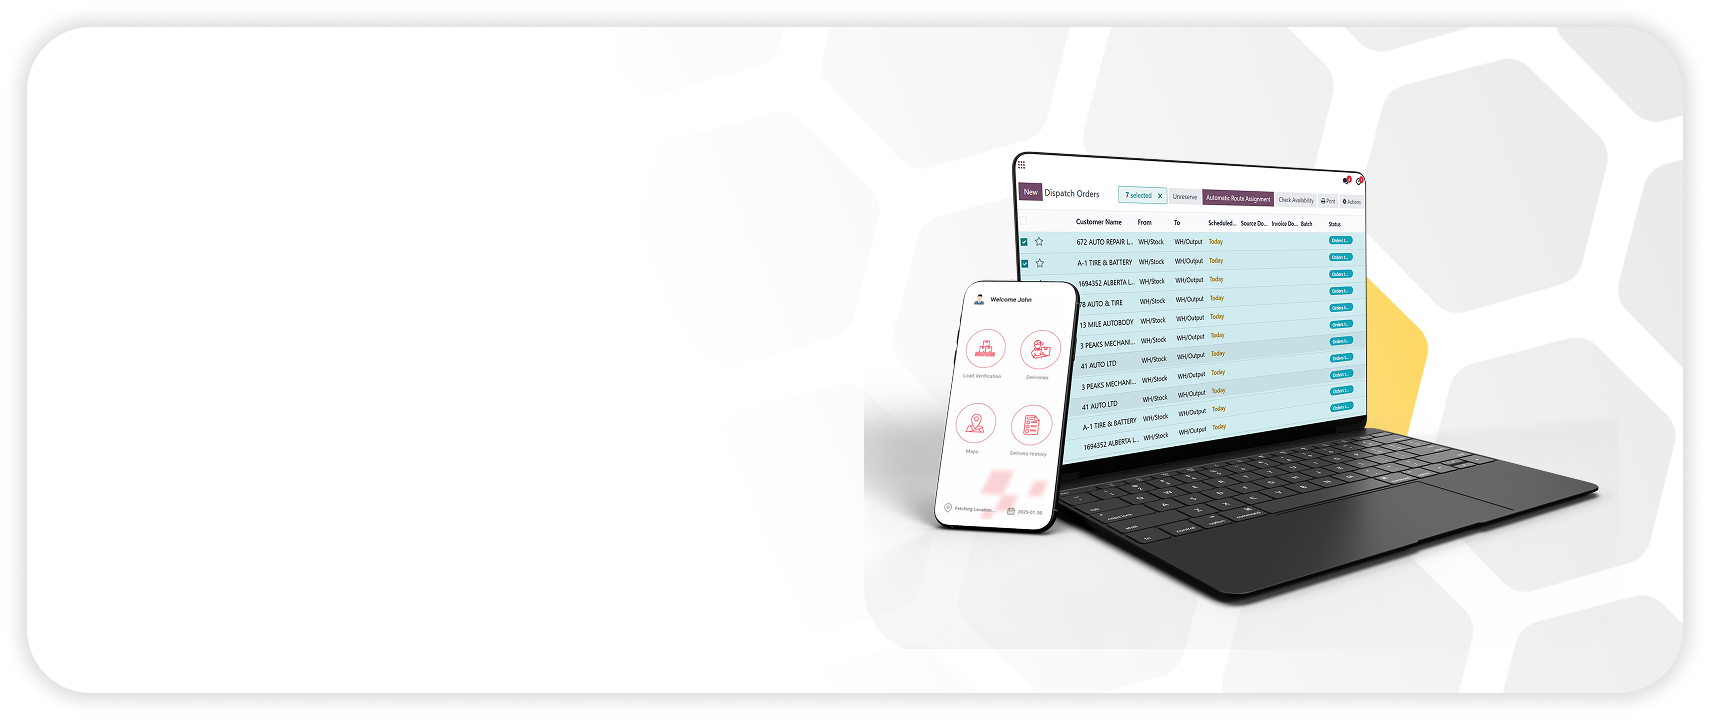 New Dispatch Orders 7 selected × Unreserve Automatic Route Assignment Check Availability Print Actions
Customer Name From To Scheduled... Source Do... Invoice Do... Batch Status
672 AUTO REPAIR L... WH/Stock WH/Output Today Orders t...
A-1 TIRE & BATTERY WH/Stock WH/Output Today Orders t...
1694352 ALBERTA L... WH/Stock WH/Output Today Orders t...
78 AUTO & TIRE WH/Stock WH/Output Today Orders t...
13 MILE AUTOBODY WH/Stock WH/Output Today Orders t...
3 PEAKS MECHANI... WH/Stock WH/Output Today Orders t...
41 AUTO LTD WH/Stock WH/Output Today Orders t...
3 PEAKS MECHANI... WH/Stock WH/Output Today Orders t...
41 AUTO LTD WH/Stock WH/Output Today Orders t...
A-1 TIRE & BATTERY WH/Stock WH/Output Today Orders t...
1694352 ALBERTA L... WH/Stock WH/Output Today Orders t...
Welcome John
Load Verification Deliveries
Maps Delivery History
Fetching Location... 2025-01-30